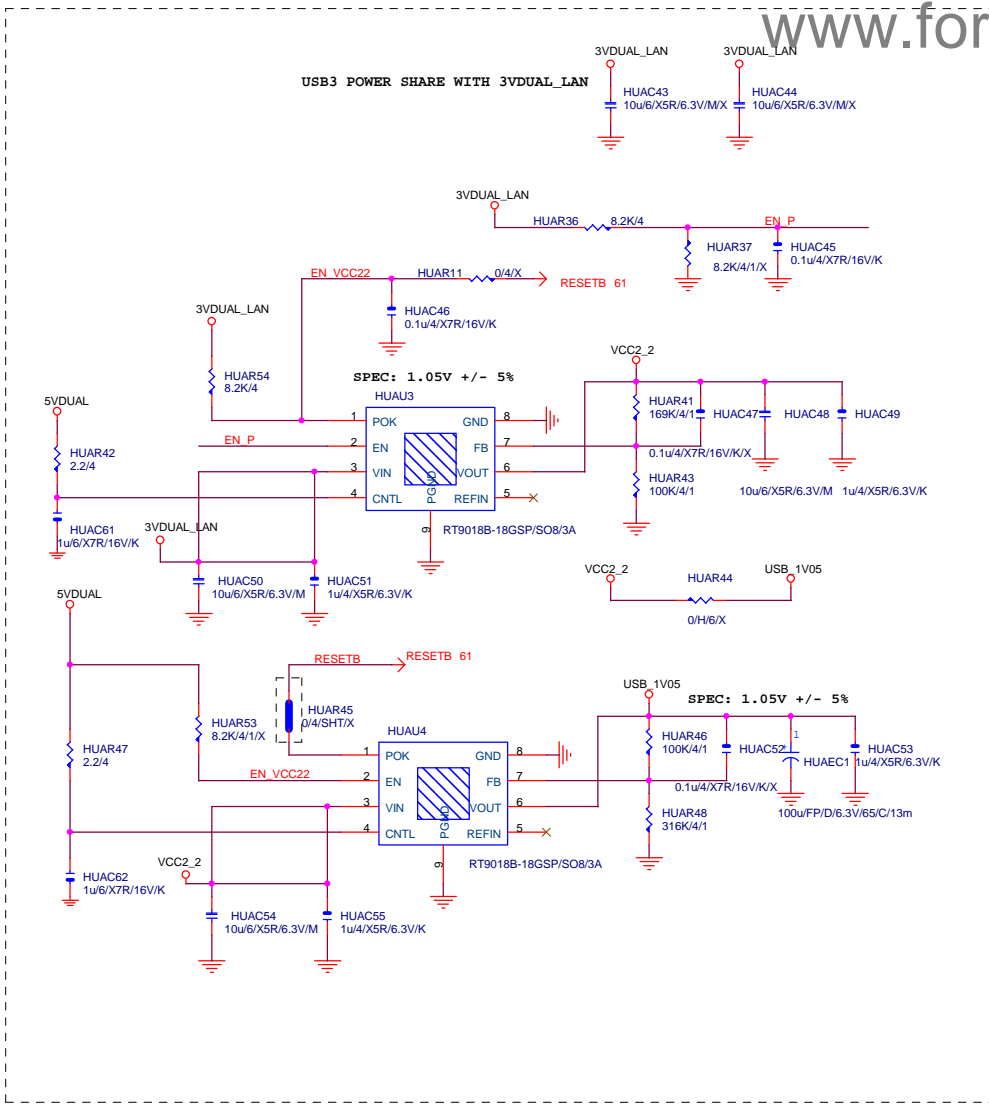 www.for
3VDUAL_LAN
3VDUAL_LAN
USB3 POWER SHARE WITH 3VDUAL_LAN
HUAC43
10u/6/X5R/6.3V/M/X
HUAC44
10u/6/X5R/6.3V/M/X
3VDUAL_LAN
HUAR36
8.2K/4
EN_P
HUAR37
8.2K/4/1/X
HUAC45
0.1u/4/X7R/16V/K
EN_VCC22
HUAR11
0/4/X
RESETB 61
HUAC46
0.1u/4/X7R/16V/K
3VDUAL_LAN
HUAR54
8.2K/4
SPEC: 1.05V +/- 5%
HUAU3
VCC2_2
5VDUAL
HUAR42
2.2/4
EN_P
1 POK
2 EN
3 VIN
4 CNTL
GND 8
FB 7
VOUT 6
REFIN 5
PGND
9
RT9018B-18GSP/SO8/3A
HUAR41
169K/4/1
HUAC47
0.1u/4/X7R/16V/K/X
HUAC48
10u/6/X5R/6.3V/M
HUAC49
1u/4/X5R/6.3V/K
HUAR43
100K/4/1
HUAC61
1u/6/X7R/16V/K
3VDUAL_LAN
HUAC50
10u/6/X5R/6.3V/M
HUAC51
1u/4/X5R/6.3V/K
VCC2_2
HUAR44
0/H/6/X
USB_1V05
5VDUAL
RESETB
RESETB 61
HUAR45
0/4/SHT/X
HUAR53
8.2K/4/1/X
HUAR47
2.2/4
EN_VCC22
HUAU4
1 POK
2 EN
3 VIN
4 CNTL
GND 8
FB 7
VOUT 6
REFIN 5
PGND
9
RT9018B-18GSP/SO8/3A
USB_1V05
SPEC: 1.05V +/- 5%
HUAR46
100K/4/1
HUAC52
0.1u/4/X7R/16V/K/X
1
+
HUAEC1
100u/FP/D/6.3V/65/C/13m
HUAC53
1u/4/X5R/6.3V/K
HUAR48
316K/4/1
HUAC62
1u/6/X7R/16V/K
VCC2_2
HUAC54
10u/6/X5R/6.3V/M
HUAC55
1u/4/X5R/6.3V/K